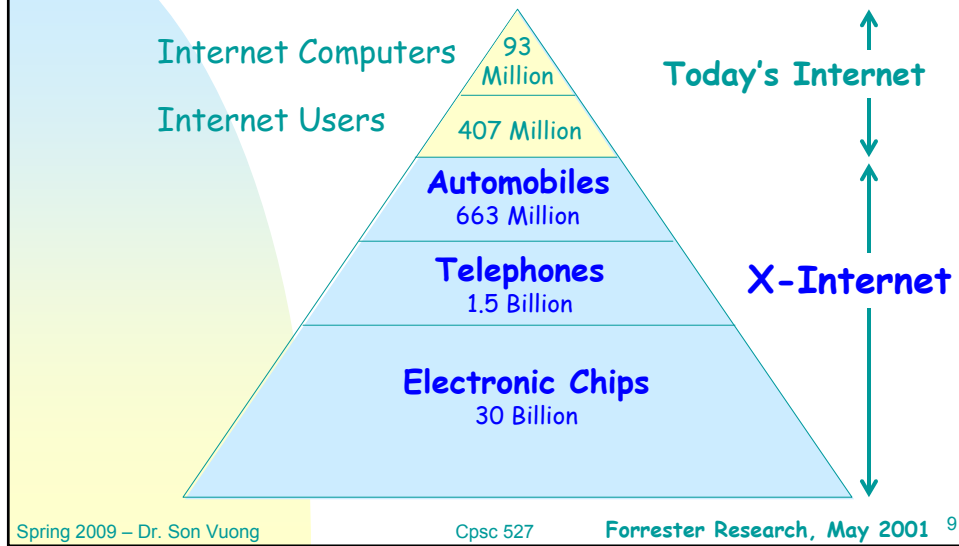 Internet Computers
93
Million
Today's Internet
Internet Users
407 Million
Automobiles
663 Million
Telephones
1.5 Billion
X-Internet
Electronic Chips
30 Billion
Spring 2009 – Dr. Son Vuong
Cpsc 527
Forrester Research, May 2001
9